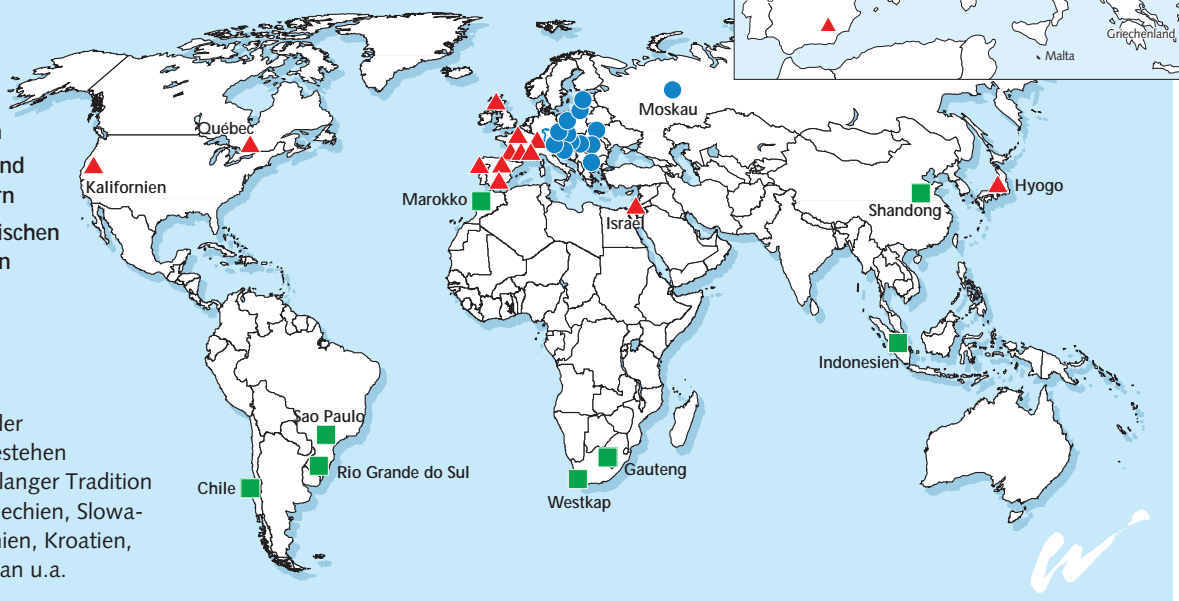 nd
rn
ischen
n
der
estehen
langer Tradition
echien, Slowa-
nien, Kroatien,
an u.a.
Griechenland
Malta
Moskau
Québec
Kalifornien
Marokko
Israel
Shandong
Hyogo
Indonesien
Sao Paulo
Rio Grande do Sul
Chile
Gauteng
Westkap